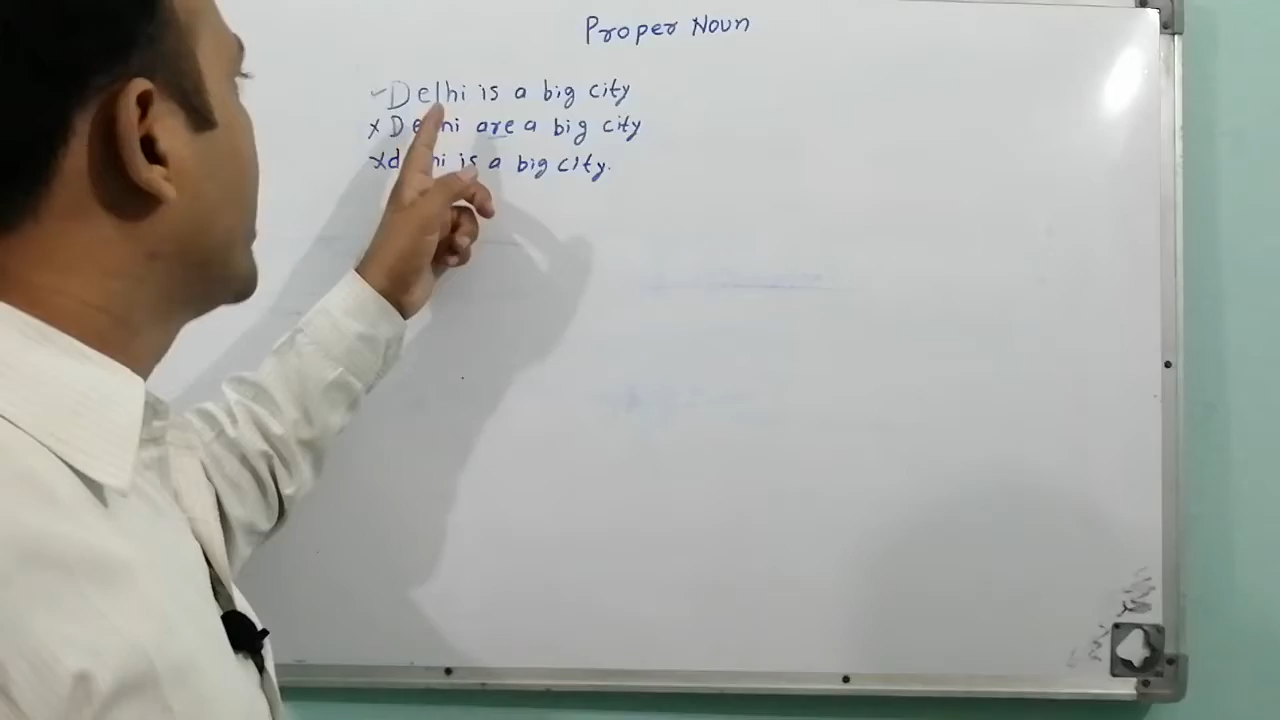 Proper Noun
✓Delhi is a big city
x Delhi are a big city
x delhi is a big city.